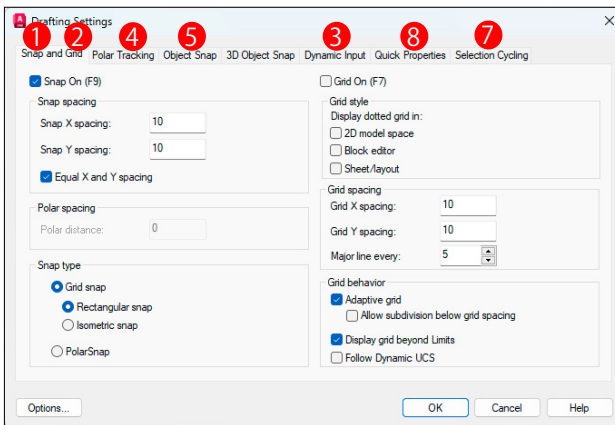 Drafting Settings
1 2 4 5 3 8 7
Snap and Grid Polar Tracking Object Snap 3D Object Snap Dynamic Input Quick Properties Selection Cycling
Snap On (F9)
Snap spacing
Snap X spacing: 10
Snap Y spacing: 10
Equal X and Y spacing
Polar spacing
Polar distance: 0
Snap type
Grid snap
Rectangular snap
Isometric snap
PolarSnap
Grid On (F7)
Grid style
Display dotted grid in:
2D model space
Block editor
Sheet/layout
Grid spacing
Grid X spacing: 10
Grid Y spacing: 10
Major line every: 5
Grid behavior
Adaptive grid
Allow subdivision below grid spacing
Display grid beyond Limits
Follow Dynamic UCS
Options... OK Cancel Help